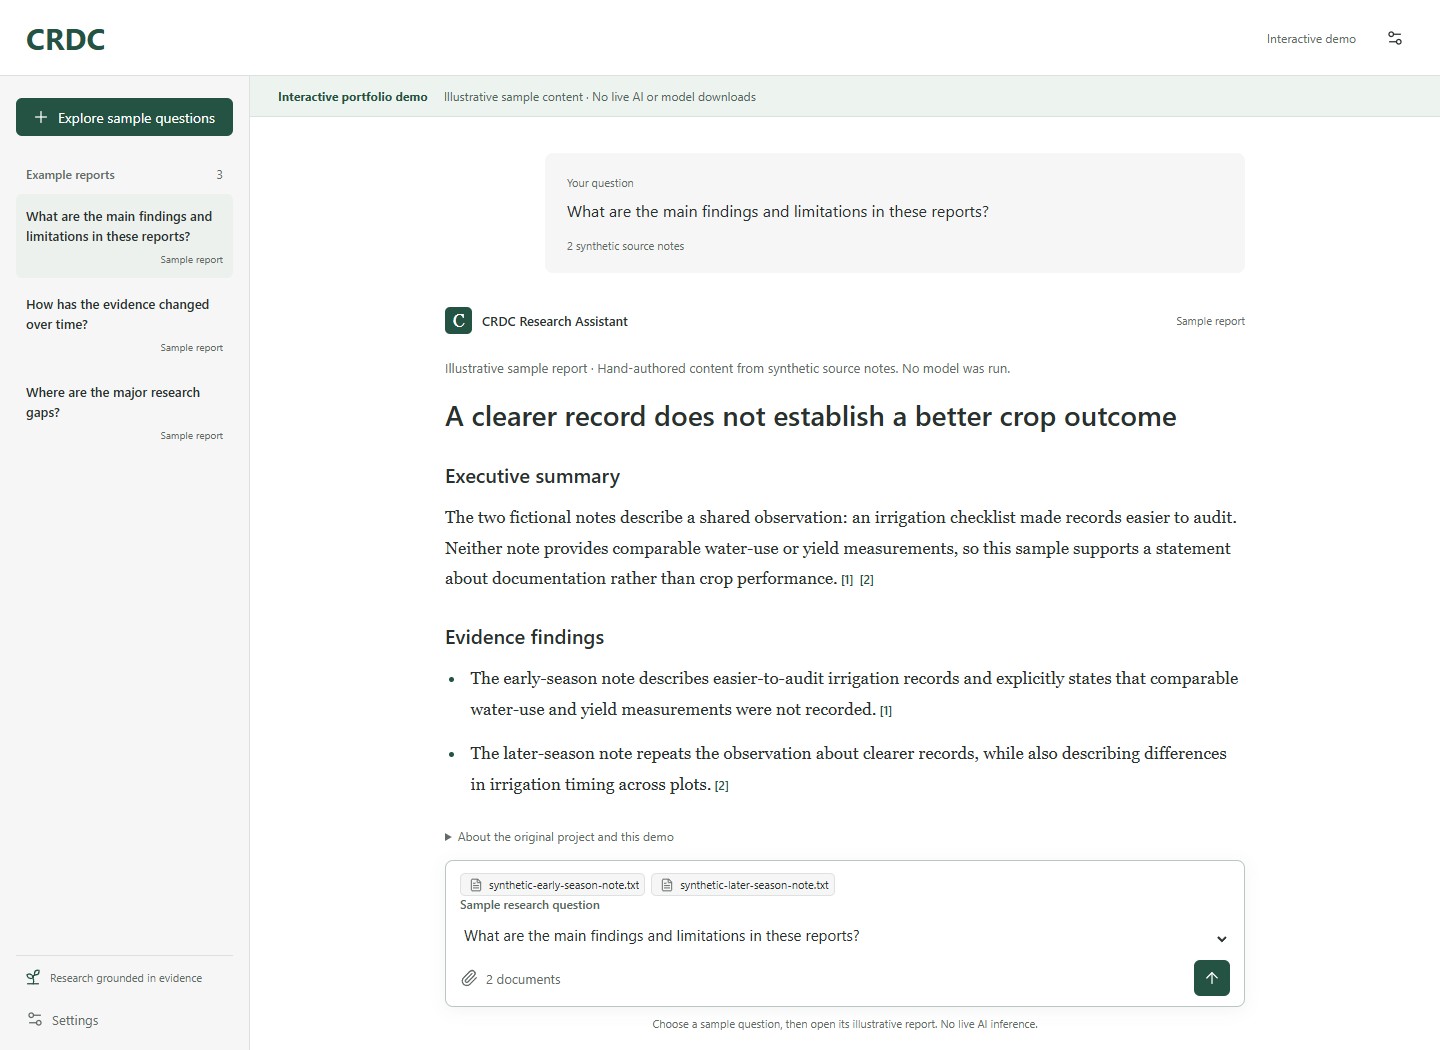 CRDC
Interactive demo
Explore sample questions
Example reports 3
What are the main findings and
limitations in these reports?
Sample report
How has the evidence changed
over time?
Sample report
Where are the major research
gaps?
Sample report
Research grounded in evidence
Settings
Interactive portfolio demo Illustrative sample content · No live AI or model downloads
Your question
What are the main findings and limitations in these reports?
2 synthetic source notes
C CRDC Research Assistant Sample report
Illustrative sample report · Hand-authored content from synthetic source notes. No model was run.
A clearer record does not establish a better crop outcome
Executive summary
The two fictional notes describe a shared observation: an irrigation checklist made records easier to audit.
Neither note provides comparable water-use or yield measurements, so this sample supports a statement
about documentation rather than crop performance. [1] [2]
Evidence findings
• The early-season note describes easier-to-audit irrigation records and explicitly states that comparable
water-use and yield measurements were not recorded. [1]
• The later-season note repeats the observation about clearer records, while also describing differences
in irrigation timing across plots. [2]
About the original project and this demo
synthetic-early-season-note.txt synthetic-later-season-note.txt
Sample research question
What are the main findings and limitations in these reports?
2 documents
Choose a sample question, then open its illustrative report. No live AI inference.